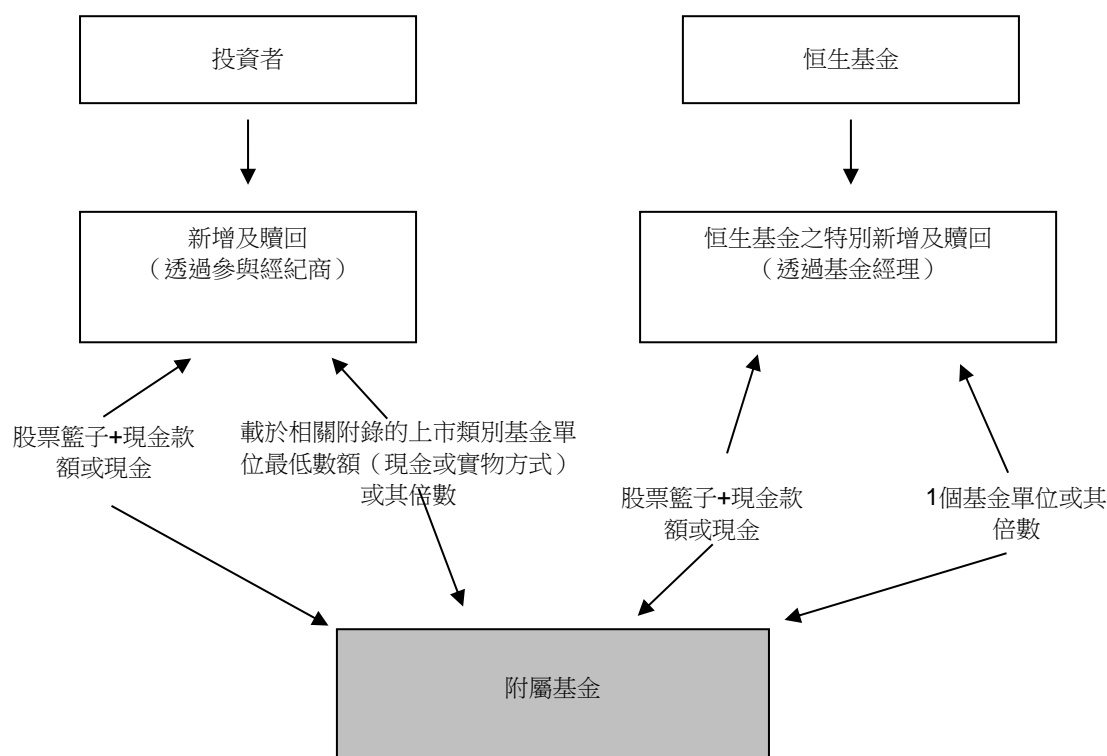 投資者
恒生基金
新增及贖回
（透過參與經紀商）
恒生基金之特別新增及贖回
（透過基金經理）
股票籃子+現金款
額或現金
載於相關附錄的上市類別基金單
位最低數額（現金或實物方式）
或其倍數
股票籃子+現金款
額或現金
1個基金單位或其
倍數
附屬基金